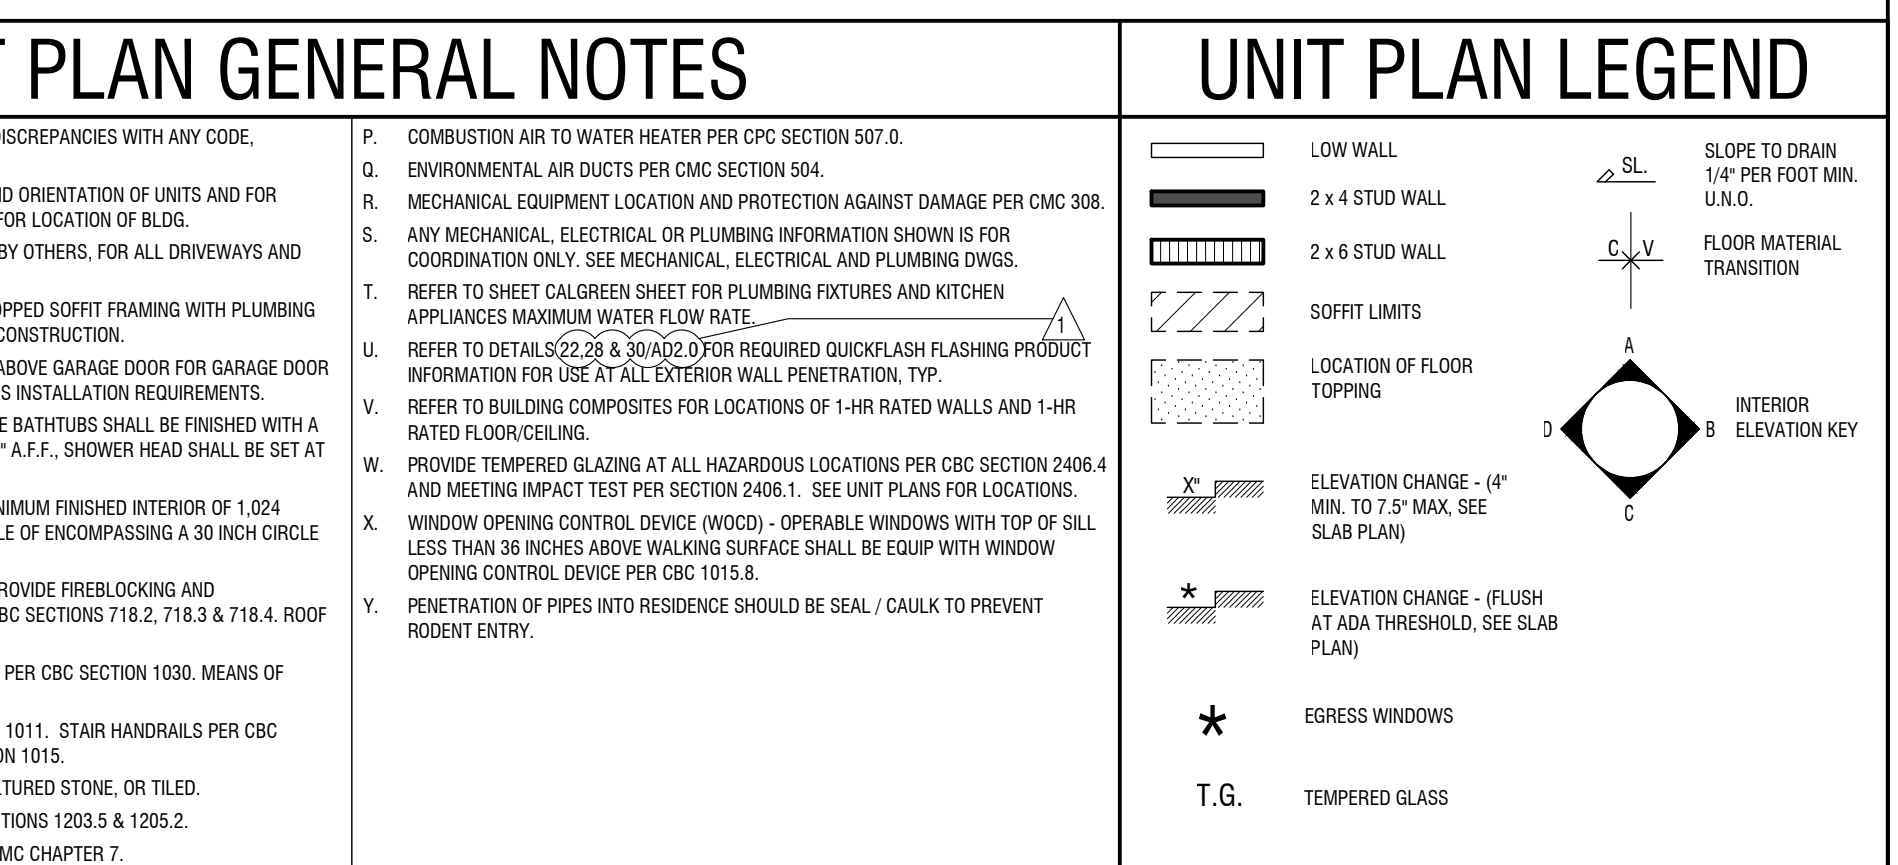 PLAN GENERAL NOTES
DISCREPANCIES WITH ANY CODE,
ND ORIENTATION OF UNITS AND FOR
FOR LOCATION OF BLDG.
BY OTHERS, FOR ALL DRIVEWAYS AND
OPPED SOFFIT FRAMING WITH PLUMBING
CONSTRUCTION.
ABOVE GARAGE DOOR FOR GARAGE DOOR
S INSTALLATION REQUIREMENTS.
E BATHTUBS SHALL BE FINISHED WITH A
" A.F.F., SHOWER HEAD SHALL BE SET AT
NIMUM FINISHED INTERIOR OF 1,024
LE OF ENCOMPASSING A 30 INCH CIRCLE
ROVIDE FIREBLOCKING AND
BC SECTIONS 718.2, 718.3 & 718.4. ROOF
PER CBC SECTION 1030. MEANS OF
1011. STAIR HANDRAILS PER CBC
ON 1015.
LTURED STONE, OR TILED.
TIONS 1203.5 & 1205.2.
MC CHAPTER 7.
P. COMBUSTION AIR TO WATER HEATER PER CPC SECTION 507.0.
Q. ENVIRONMENTAL AIR DUCTS PER CMC SECTION 504.
R. MECHANICAL EQUIPMENT LOCATION AND PROTECTION AGAINST DAMAGE PER CMC 308.
S. ANY MECHANICAL, ELECTRICAL OR PLUMBING INFORMATION SHOWN IS FOR
COORDINATION ONLY. SEE MECHANICAL, ELECTRICAL AND PLUMBING DWGS.
T. REFER TO SHEET CALGREEN SHEET FOR PLUMBING FIXTURES AND KITCHEN
APPLIANCES MAXIMUM WATER FLOW RATE.
1
U. REFER TO DETAILS 22,28 & 30/AD2.0 FOR REQUIRED QUICKFLASH FLASHING PRODUCT
INFORMATION FOR USE AT ALL EXTERIOR WALL PENETRATION, TYP.
V. REFER TO BUILDING COMPOSITES FOR LOCATIONS OF 1-HR RATED WALLS AND 1-HR
RATED FLOOR/CEILING.
W. PROVIDE TEMPERED GLAZING AT ALL HAZARDOUS LOCATIONS PER CBC SECTION 2406.4
AND MEETING IMPACT TEST PER SECTION 2406.1. SEE UNIT PLANS FOR LOCATIONS.
X. WINDOW OPENING CONTROL DEVICE (WOCD) - OPERABLE WINDOWS WITH TOP OF SILL
LESS THAN 36 INCHES ABOVE WALKING SURFACE SHALL BE EQUIP WITH WINDOW
OPENING CONTROL DEVICE PER CBC 1015.8.
Y. PENETRATION OF PIPES INTO RESIDENCE SHOULD BE SEAL / CAULK TO PREVENT
RODENT ENTRY.
UNIT PLAN LEGEND
LOW WALL
2 x 4 STUD WALL
2 x 6 STUD WALL
SOFFIT LIMITS
LOCATION OF FLOOR
TOPPING
X"
ELEVATION CHANGE - (4"
MIN. TO 7.5" MAX, SEE
SLAB PLAN)
*
ELEVATION CHANGE - (FLUSH
AT ADA THRESHOLD, SEE SLAB
PLAN)
* EGRESS WINDOWS
T.G. TEMPERED GLASS
SL.
SLOPE TO DRAIN
1/4" PER FOOT MIN.
U.N.O.
C V
FLOOR MATERIAL
TRANSITION
A
D
B
C
INTERIOR
ELEVATION KEY